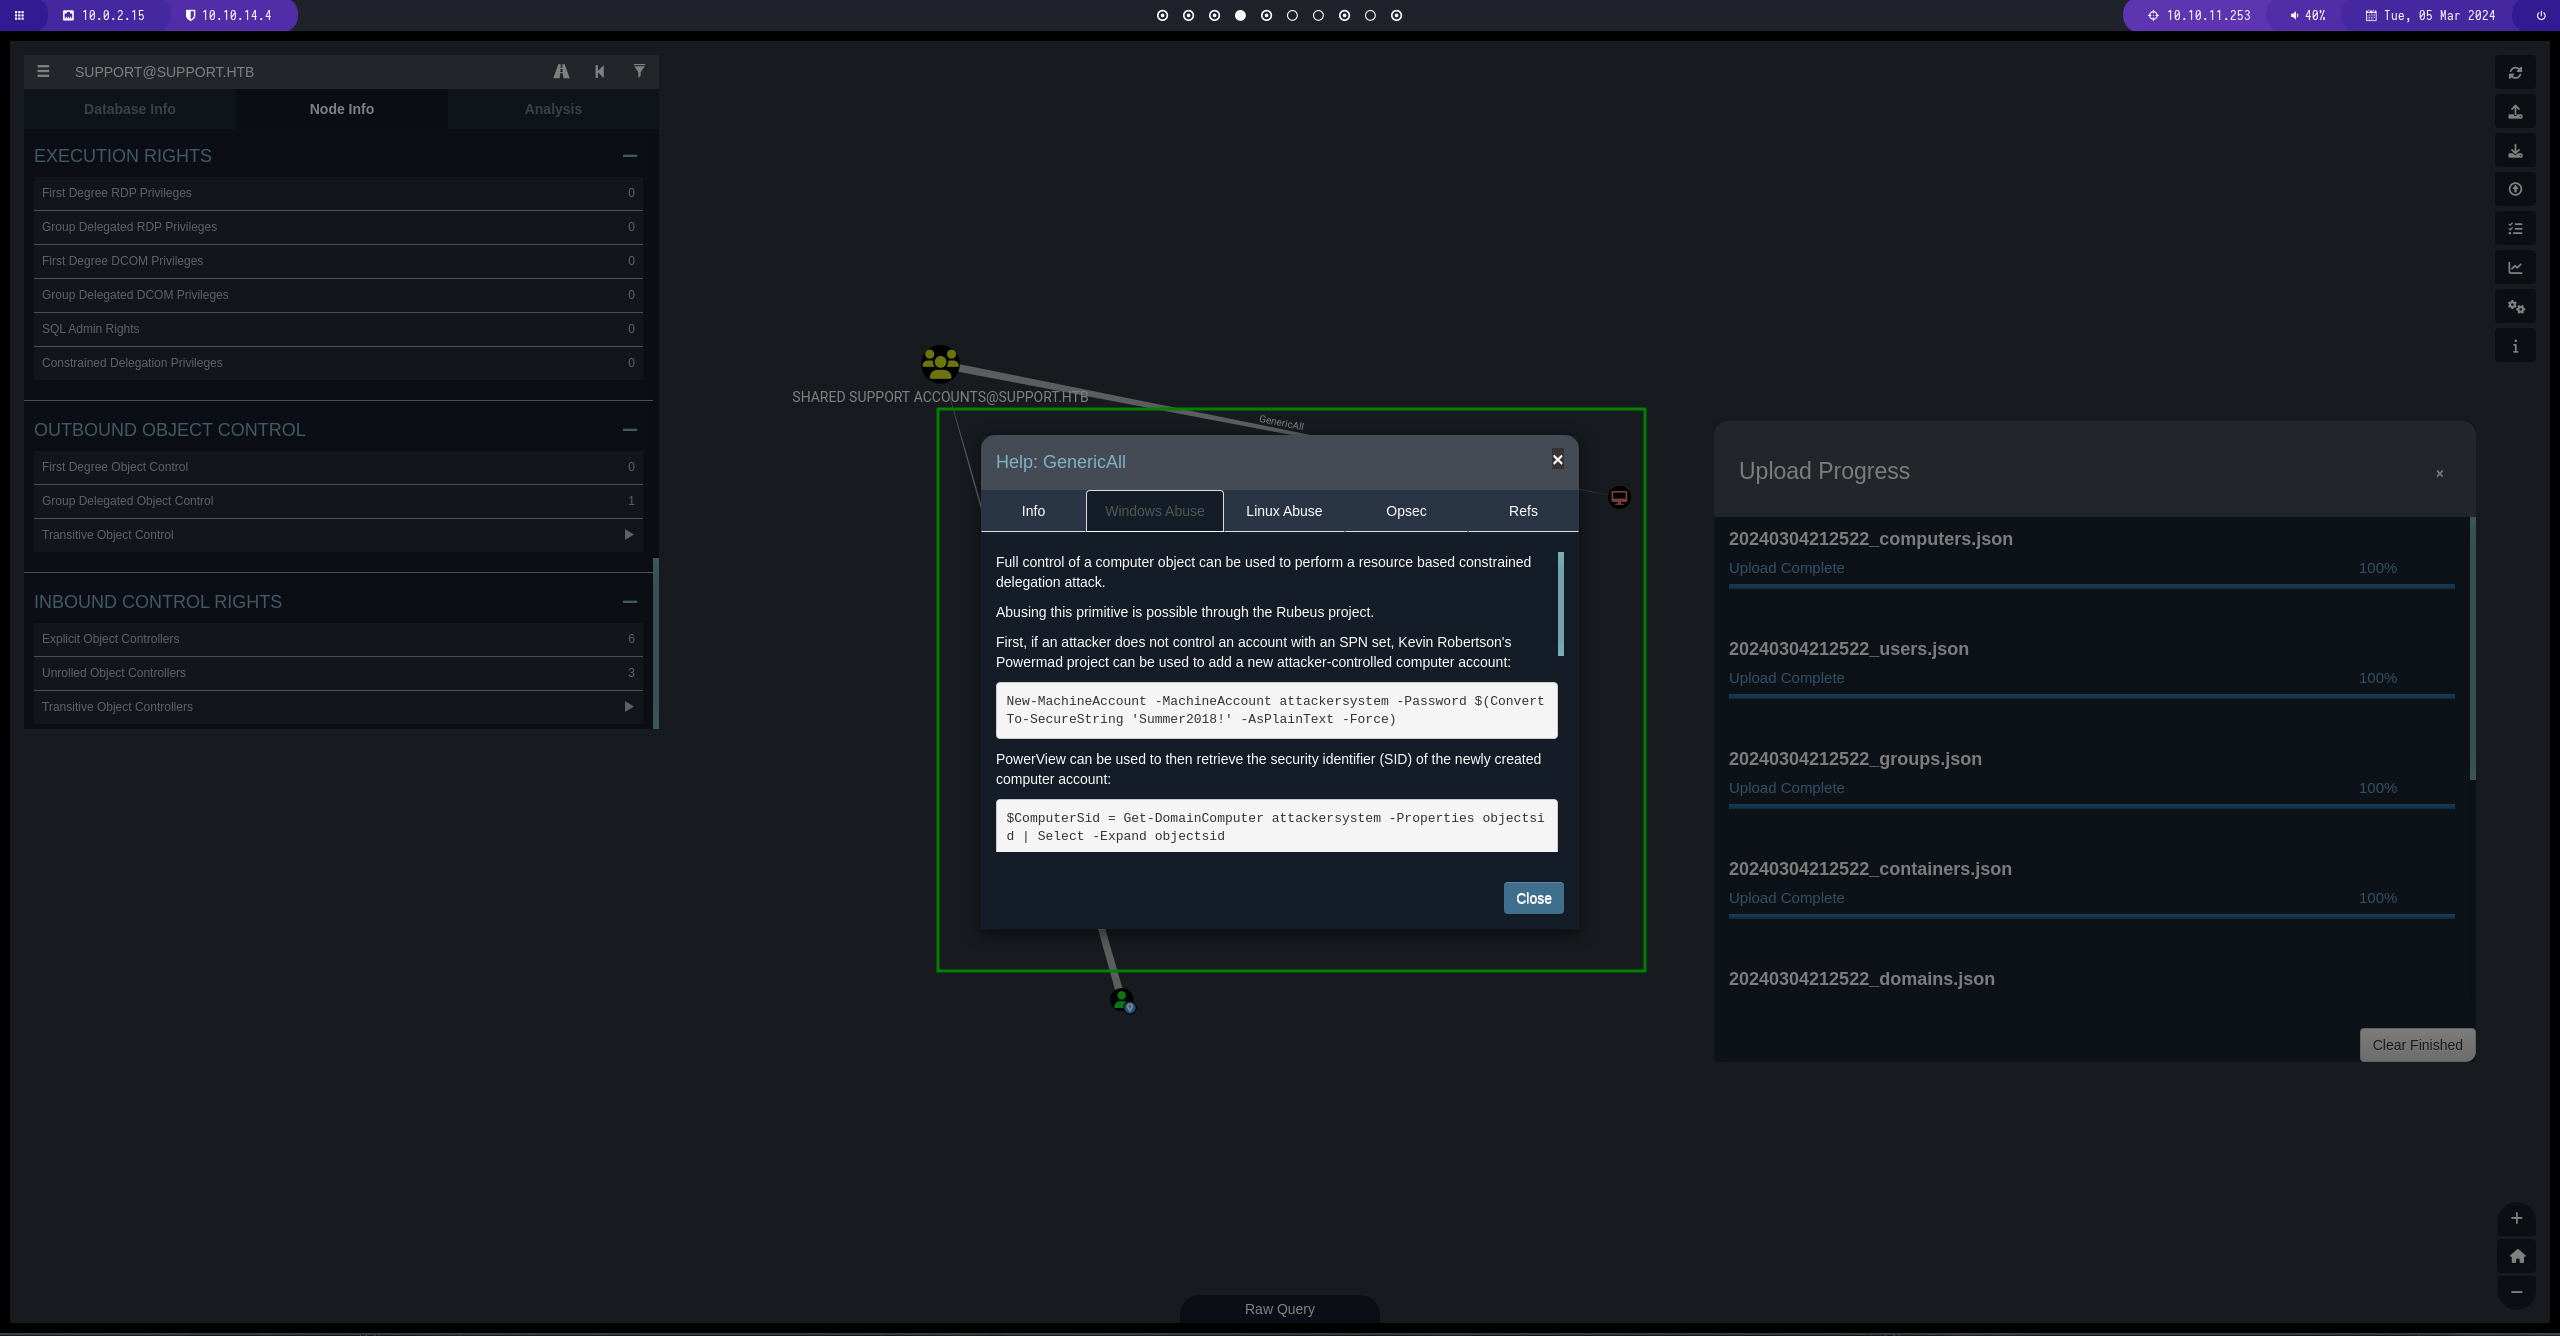 10.0.2.15
10.10.14.4
10.10.11.253
40%
Tue, 05 Mar 2024
SUPPORT@SUPPORT.HTB
Database Info
Node Info
Analysis
EXECUTION RIGHTS
First Degree RDP Privileges 0
Group Delegated RDP Privileges 0
First Degree DCOM Privileges 0
Group Delegated DCOM Privileges 0
SQL Admin Rights 0
Constrained Delegation Privileges 0
OUTBOUND OBJECT CONTROL
First Degree Object Control 0
Group Delegated Object Control 1
Transitive Object Control
INBOUND CONTROL RIGHTS
Explicit Object Controllers 6
Unrolled Object Controllers 3
Transitive Object Controllers
SHARED SUPPORT ACCOUNTS@SUPPORT.HTB
GenericAll
Help: GenericAll
×
Info
Windows Abuse
Linux Abuse
Opsec
Refs
Full control of a computer object can be used to perform a resource based constrained
delegation attack.
Abusing this primitive is possible through the Rubeus project.
First, if an attacker does not control an account with an SPN set, Kevin Robertson's
Powermad project can be used to add a new attacker-controlled computer account:
New-MachineAccount -MachineAccount attackersystem -Password $(Convert
To-SecureString 'Summer2018!' -AsPlainText -Force)
PowerView can be used to then retrieve the security identifier (SID) of the newly created
computer account:
$ComputerSid = Get-DomainComputer attackersystem -Properties objectsi
d | Select -Expand objectsid
Close
Upload Progress
×
20240304212522_computers.json
Upload Complete 100%
20240304212522_users.json
Upload Complete 100%
20240304212522_groups.json
Upload Complete 100%
20240304212522_containers.json
Upload Complete 100%
20240304212522_domains.json
Clear Finished
Raw Query